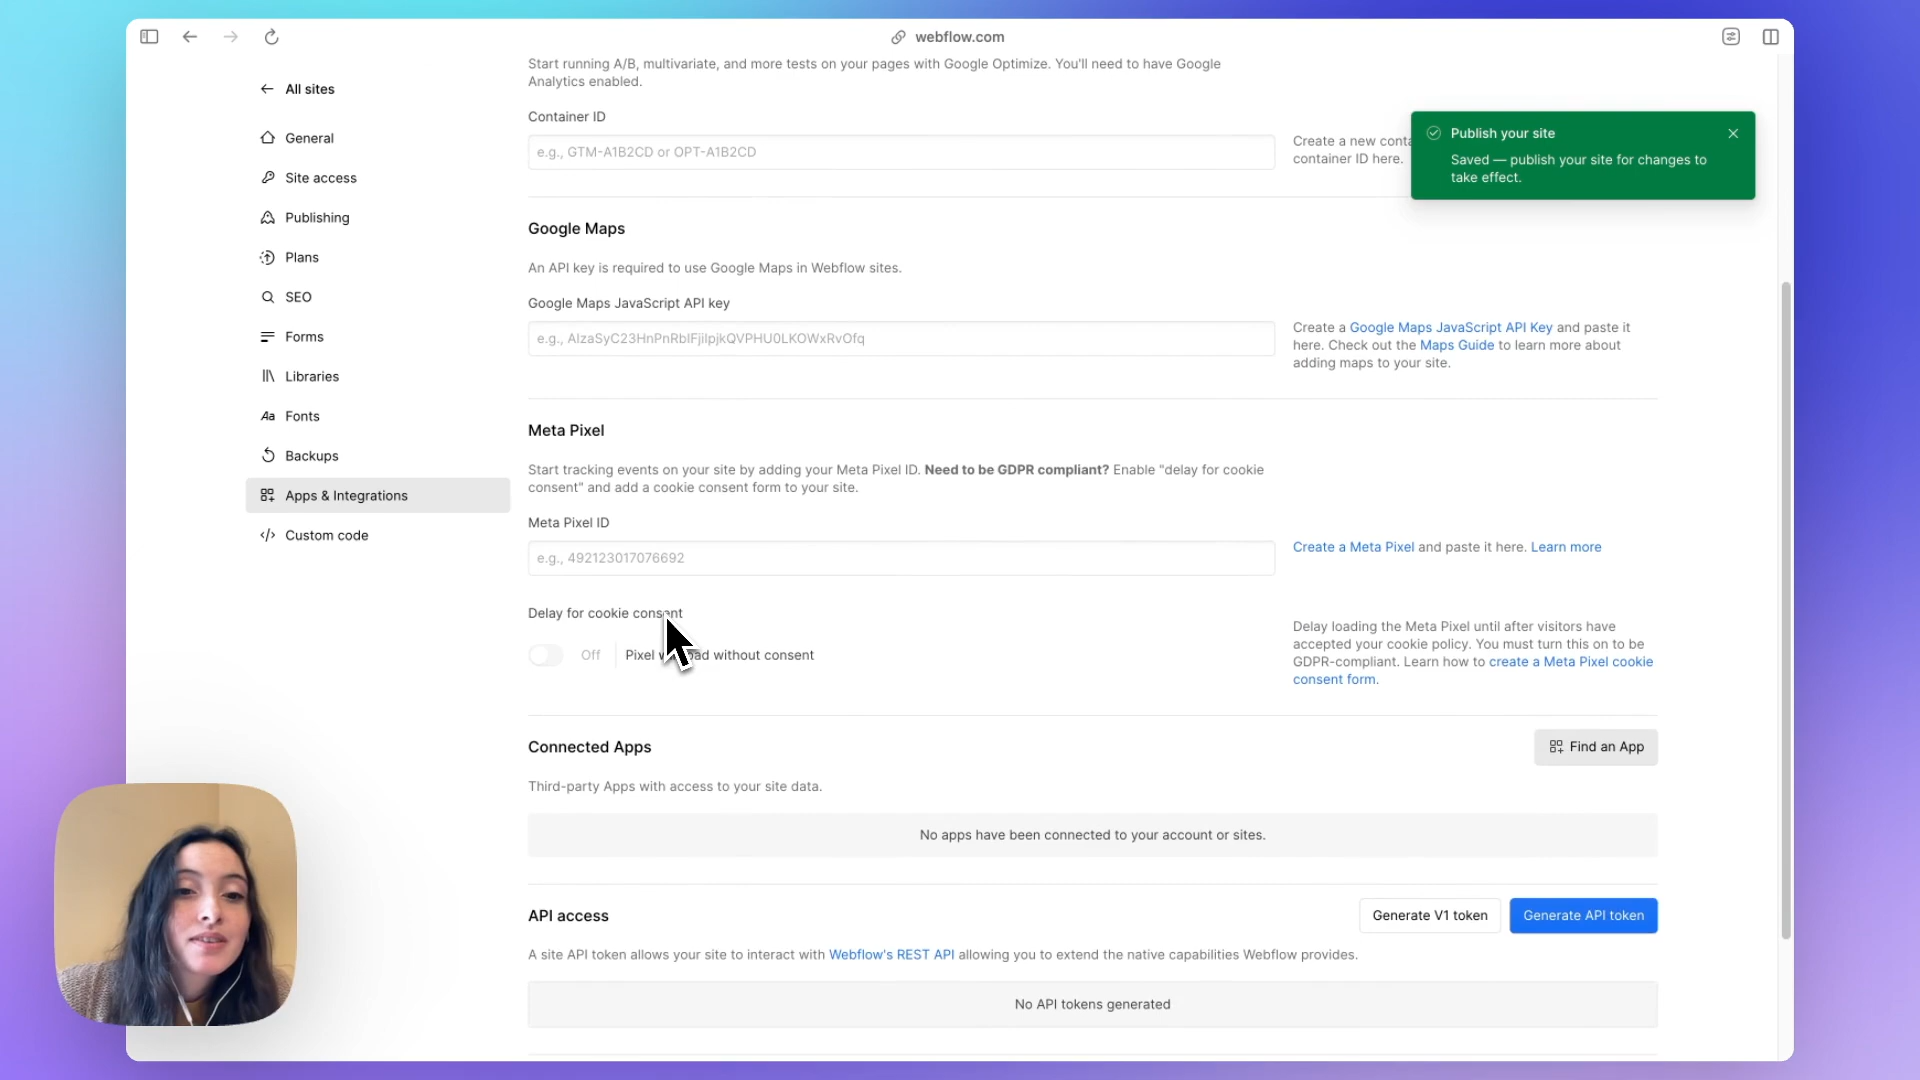 webflow.com
All sites
General
Site access
Publishing
Plans
SEO
Forms
Libraries
Aa Fonts
Backups
Apps & Integrations
</> Custom code
Start running A/B, multivariate, and more tests on your pages with Google Optimize. You'll need to have Google
Analytics enabled.
Container ID
e.g., GTM-A1B2CD or OPT-A1B2CD
Create a new
container ID here.
Publish your site
Saved — publish your site for changes to
take effect.
Google Maps
An API key is required to use Google Maps in Webflow sites.
Google Maps JavaScript API key
e.g., AIzaSyC23HnPnRbIFjiIpjkQVPHU0LKOWxRvOfq
Create a Google Maps JavaScript API Key and paste it
here. Check out the Maps Guide to learn more about
adding maps to your site.
Meta Pixel
Start tracking events on your site by adding your Meta Pixel ID. Need to be GDPR compliant? Enable "delay for cookie
consent" and add a cookie consent form to your site.
Meta Pixel ID
e.g., 492123017076692
Create a Meta Pixel and paste it here. Learn more
Delay for cookie consent
Off
Pixel without consent
Delay loading the Meta Pixel until after visitors have
accepted your cookie policy. You must turn this on to be
GDPR-compliant. Learn how to create a Meta Pixel cookie
consent form.
Connected Apps
Find an App
Third-party Apps with access to your site data.
No apps have been connected to your account or sites.
API access
Generate V1 token
Generate API token
A site API token allows your site to interact with Webflow's REST API allowing you to extend the native capabilities Webflow provides.
No API tokens generated